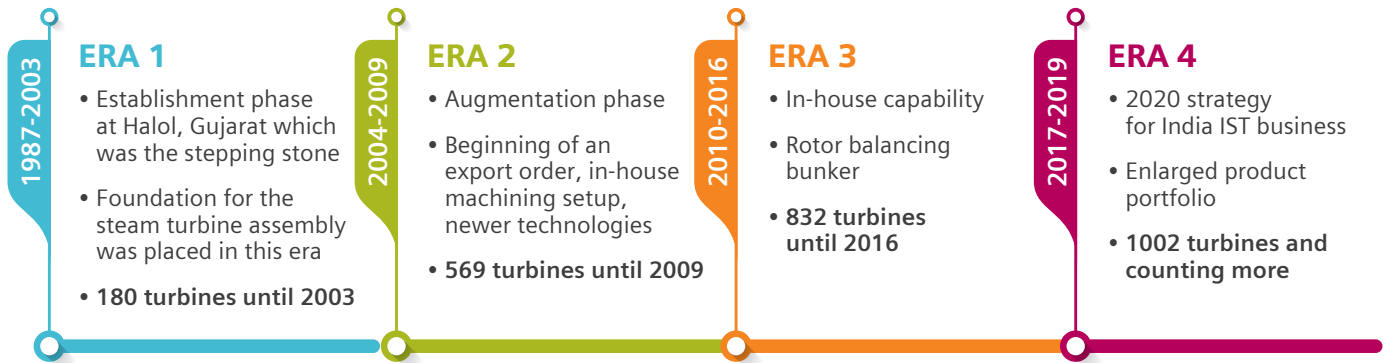 1987-2003
ERA 1
• Establishment phase
at Halol, Gujarat which
was the stepping stone
• Foundation for the
steam turbine assembly
was placed in this era
• 180 turbines until 2003
2004-2009
ERA 2
• Augmentation phase
• Beginning of an
export order, in-house
machining setup,
newer technologies
• 569 turbines until 2009
2010-2016
ERA 3
• In-house capability
• Rotor balancing
bunker
• 832 turbines
until 2016
2017-2019
ERA 4
• 2020 strategy
for India IST business
• Enlarged product
portfolio
• 1002 turbines and
counting more